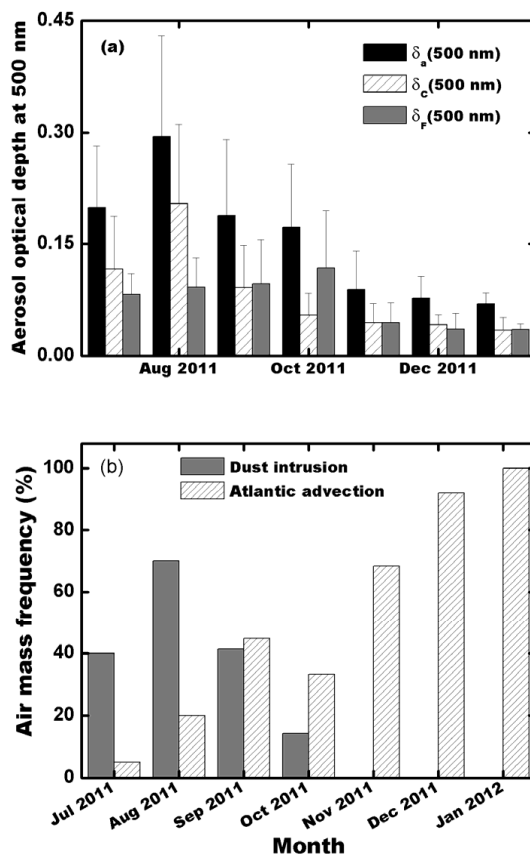 (a)
δa(500 nm)
δC(500 nm)
δF(500 nm)
Aerosol optical depth at 500 nm
0.45
0.30
0.15
0.00
Aug 2011
Oct 2011
Dec 2011
(b)
Dust intrusion
Atlantic advection
Air mass frequency (%)
100
80
60
40
20
0
Jul 2011
Aug 2011
Sep 2011
Oct 2011
Nov 2011
Dec 2011
Jan 2012
Month